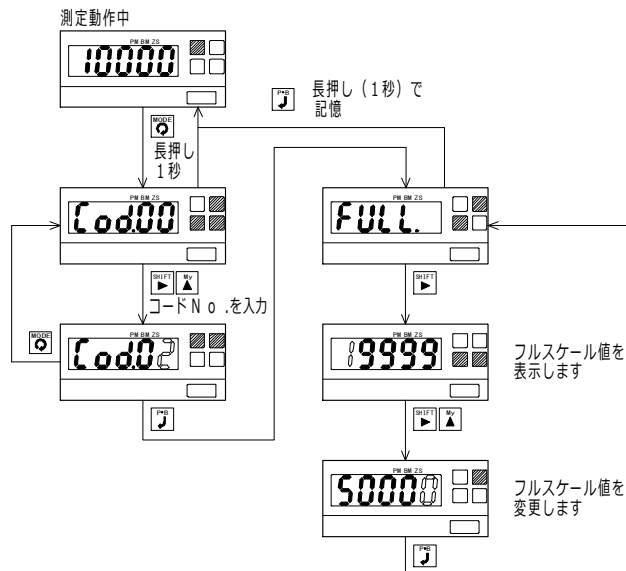 測定動作中
PM BM ZS
10000
P•B
長押し（１秒）で
記憶
MODE
長押し
１秒
PM BM ZS
Cod.00
PM BM ZS
FULL.
SHIFT
My
コードＮｏ.を入力
SHIFT
MODE
PM BM ZS
Cod.02
PM BM ZS
19999
フルスケール値を
表示します
P•B
SHIFT
My
PM BM ZS
50000
フルスケール値を
変更します
P•B